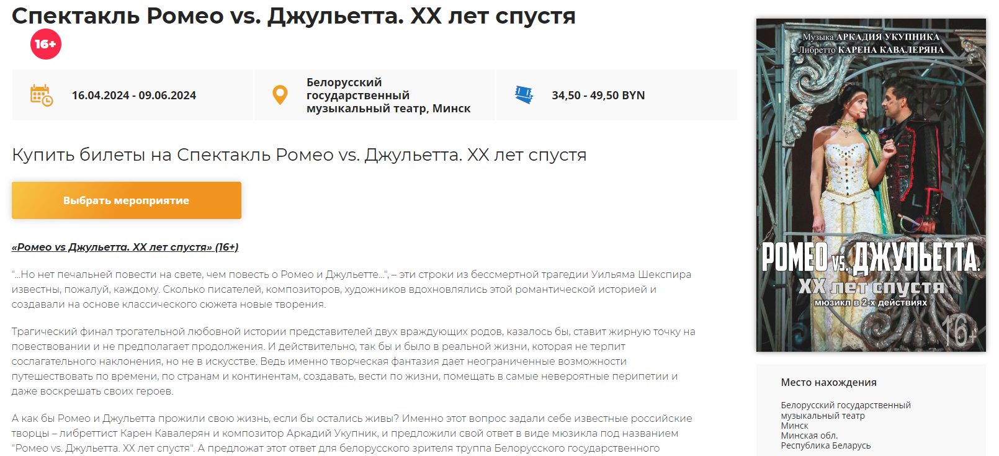 Спектакль Ромео vs. Джульетта. XX лет спустя
16+
16.04.2024 - 09.06.2024
Белорусский
государственный
музыкальный театр, Минск
34,50 - 49,50 BYN
Купить билеты на Спектакль Ромео vs. Джульетта. XX лет спустя
Выбрать мероприятие
«Ромео vs Джульетта. XX лет спустя» (16+)
"...Но нет печальней повести на свете, чем повесть о Ромео и Джульетте...", – эти строки из бессмертной трагедии Уильяма Шекспира
известны, пожалуй, каждому. Сколько писателей, композиторов, художников вдохновлялись этой романтической историей и
создавали на основе классического сюжета новые творения.
Трагический финал трогательной любовной истории представителей двух враждующих родов, казалось бы, ставит жирную точку на
повествовании и не предполагает продолжения. И действительно, так бы и было в реальной жизни, которая не терпит
сослагательного наклонения, но не в искусстве. Ведь именно творческая фантазия дает неограниченные возможности
путешествовать по времени, по странам и континентам, создавать, вести по жизни, помещать в самые невероятные перипетии и
даже воскрешать своих героев.
А как бы Ромео и Джульетта прожили свою жизнь, если бы остались живы? Именно этот вопрос задали себе известные российские
творцы – либреттист Карен Кавалерян и композитор Аркадий Укупник, и предложили свой ответ в виде мюзикла под названием
"Ромео vs. Джульетта. XX лет спустя". А предложат этот ответ для белорусского зрителя труппа Белорусского государственного
Музыка АРКАДИЯ УКУПНИКА
Либретто КАРЕНА КАВАЛЕРЯНА
РОМЕО vs. ДЖУЛЬЕТТА.
XX лет спустя
мюзикл в 2-х действиях
16+
Место нахождения
Белорусский государственный
музыкальный театр
Минск
Минская обл.
Республика Беларусь